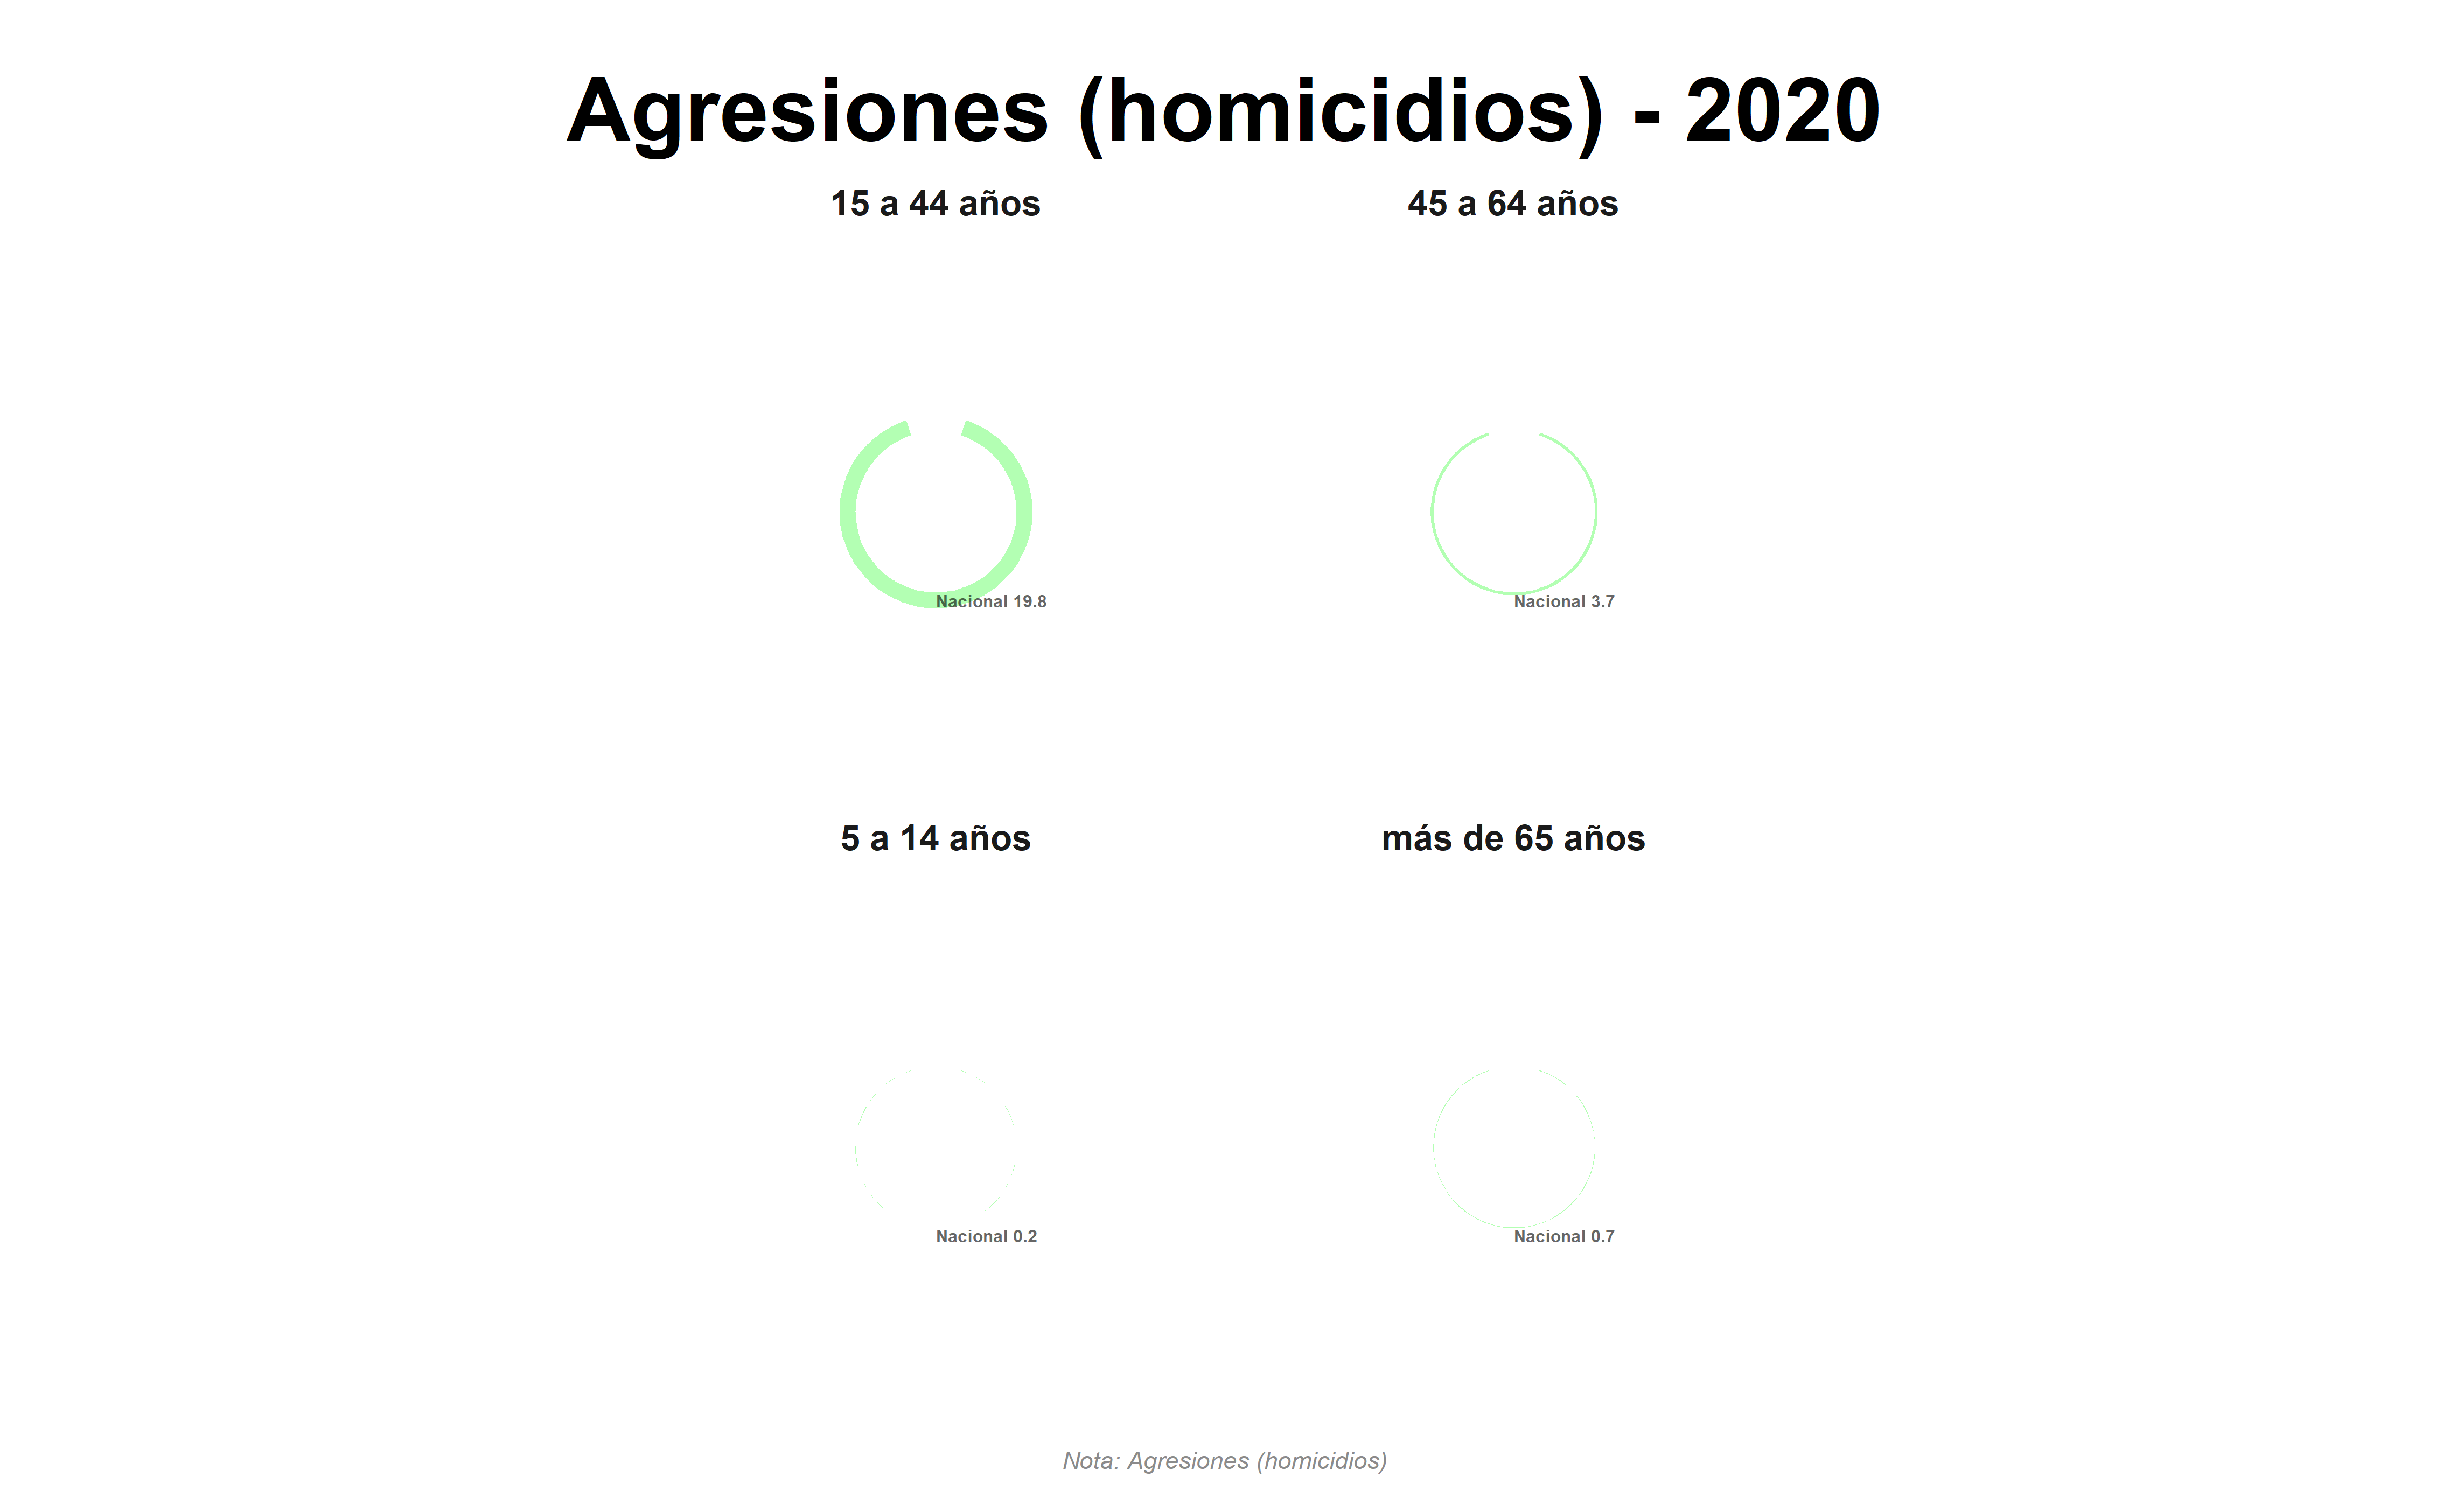 Agresiones (homicidios) - 2020
15 a 44 años
45 a 64 años
Nacional 19.8
Nacional 3.7
5 a 14 años
más de 65 años
Nacional 0.2
Nacional 0.7
Nota: Agresiones (homicidios)